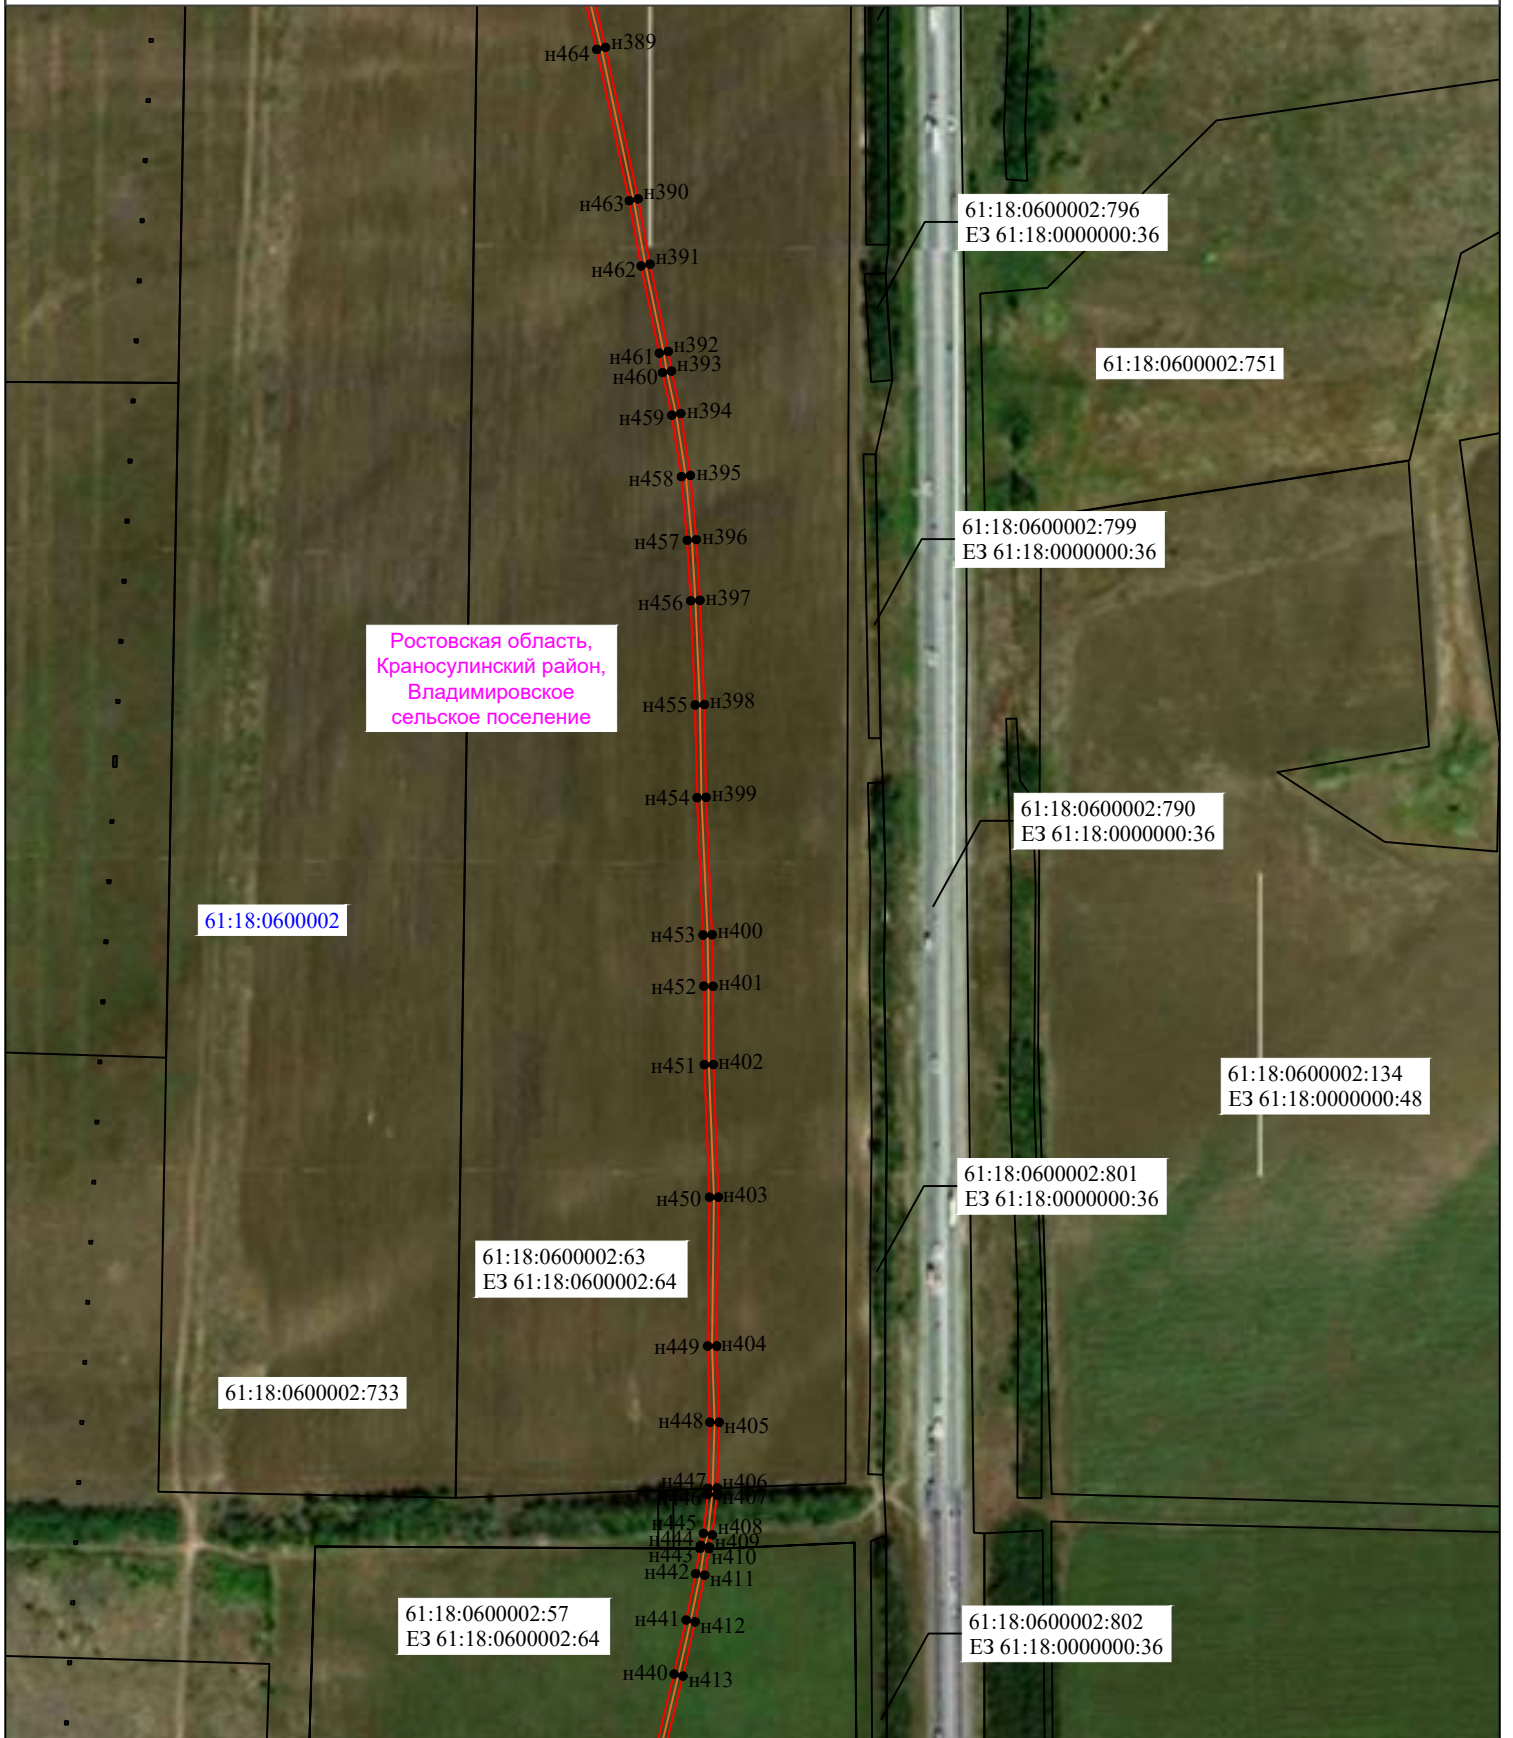 н464 н389
н463 н390
61:18:0600002:796
ЕЗ 61:18:0000000:36
н462 н391
н461 н392
н460 н393
61:18:0600002:751
н459 н394
н458 н395
н457 н396
61:18:0600002:799
ЕЗ 61:18:0000000:36
н456 н397
Ростовская область,
Краносулинский район,
Владимировское
сельское поселение
н455 н398
н454 н399
61:18:0600002:790
ЕЗ 61:18:0000000:36
61:18:0600002
н453 н400
н452 н401
н451 н402
61:18:0600002:134
ЕЗ 61:18:0000000:48
н450 н403
61:18:0600002:801
ЕЗ 61:18:0000000:36
61:18:0600002:63
ЕЗ 61:18:0600002:64
н449 н404
61:18:0600002:733
н448 н405
н447 н406
н446 н407
н445 н408
н444 н409
н443 н410
н442 н411
61:18:0600002:57
ЕЗ 61:18:0600002:64
н441 н412
61:18:0600002:802
ЕЗ 61:18:0000000:36
н440 н413